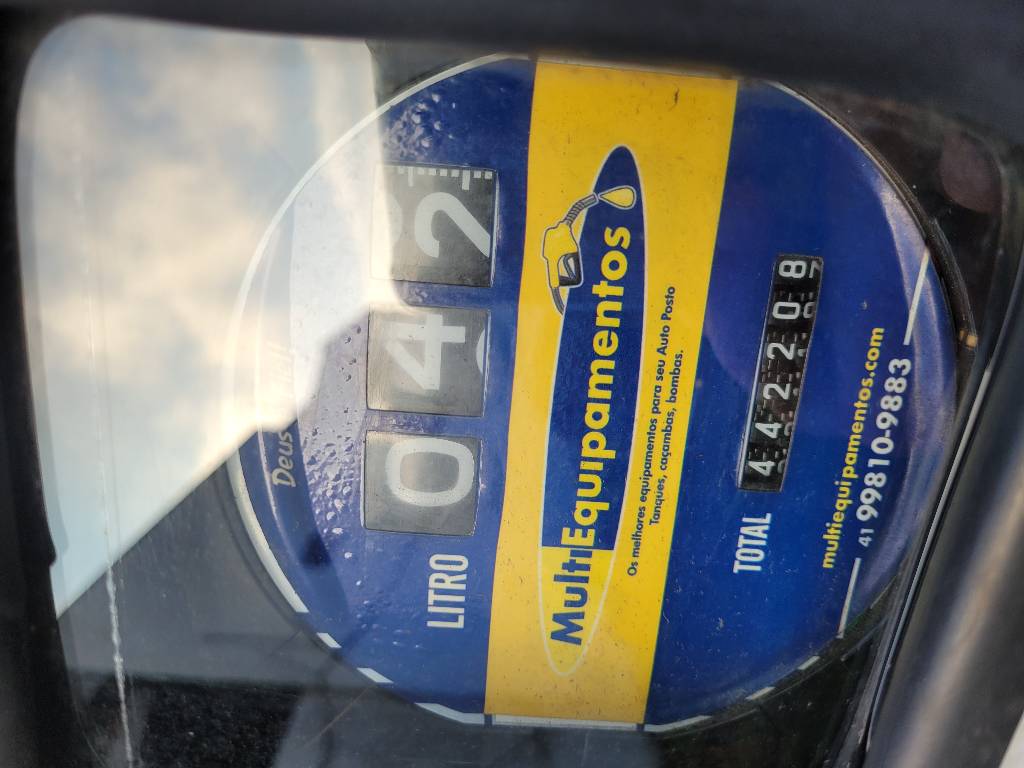 Deus
LITRO 042
MultiEquipamentos
Os melhores equipamentos para seu Auto Posto
Tanques, caçambas, bombas.
TOTAL 442208
multiequipamentos.com
41 99810-9883